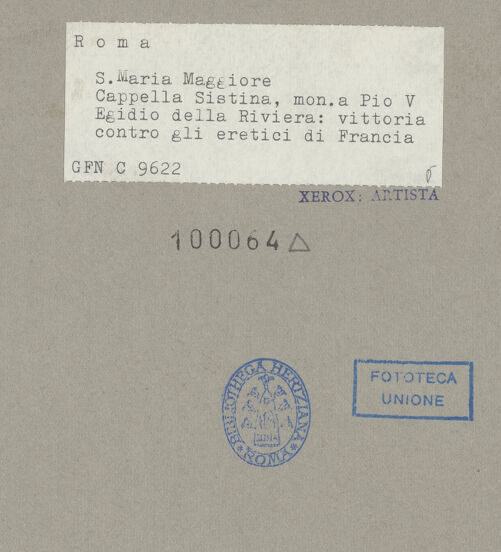 Roma
S.Maria Maggiore
Cappella Sistina, mon.a Pio V
Egidio della Riviera: vittoria
contro gli eretici di Francia
GFN C 9622
XEROX: ARTISTA
100064
BIBLIOTHECA HERTZIANA
ROMA
FOTOTECA
UNIONE